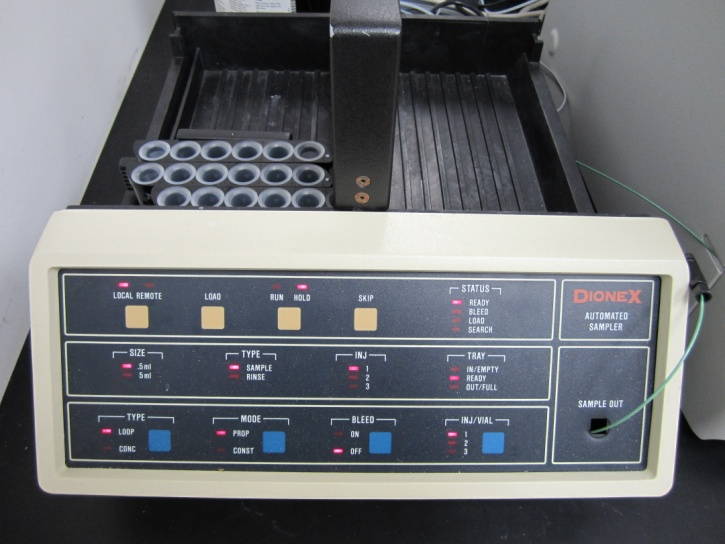 LOCAL REMOTE
LOAD
RUN HOLD
SKIP
STATUS
READY
BLEED
LOAD
SEARCH
DIONEX
AUTOMATED
SAMPLER
SIZE
.5ml
5ml
TYPE
SAMPLE
RINSE
INJ
1
2
3
TRAY
IN/EMPTY
READY
OUT/FULL
SAMPLE OUT
TYPE
LOOP
CONC
MODE
PROP
CONST
BLEED
ON
OFF
INJ/VIAL
1
2
3